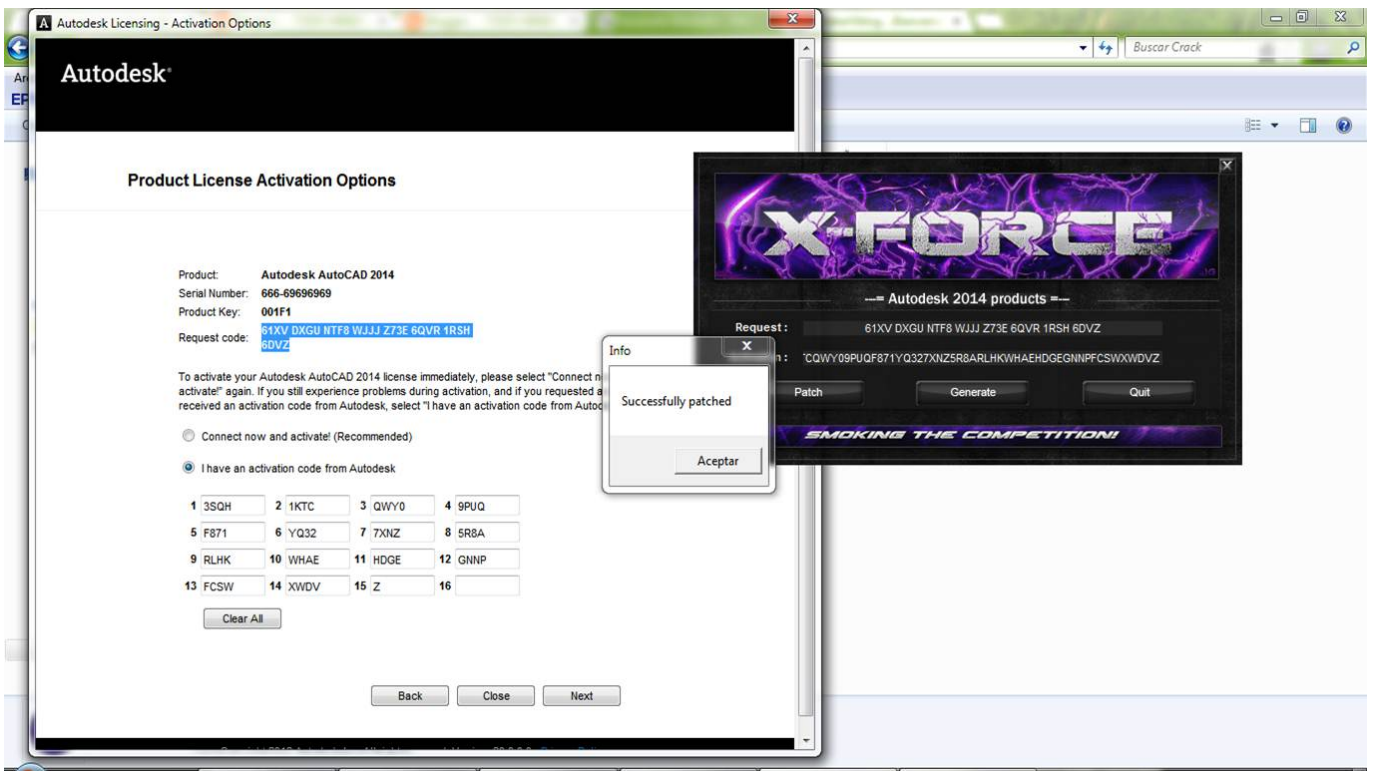 Autodesk Licensing - Activation Options
Buscar Crack
Autodesk
Product License Activation Options
Product: Autodesk AutoCAD 2014
Serial Number: 666-69696969
Product Key: 001F1
Request code: 61XV DXGU NTF8 WJJJ Z73E 6QVR 1RSH
6DVZ
To activate your Autodesk AutoCAD 2014 license immediately, please select "Connect
activate!" again. If you still experience problems during activation, and if you requested
received an activation code from Autodesk, select "I have an activation code from
Connect now and activate! (Recommended)
I have an activation code from Autodesk
1 3SQH 2 1KTC 3 QWY0 4 9PUQ
5 F871 6 YQ32 7 7XNZ 8 5R8A
9 RLHK 10 WHAE 11 HDGE 12 GNNP
13 FCSW 14 XWDV 15 Z 16
Clear All
Back Close Next
Info
Successfully patched
Aceptar
X-FORCE
---= Autodesk 2014 products =---
Request : 61XV DXGU NTF8 WJJJ Z73E 6QVR 1RSH 6DVZ
CQWY09PUQF871YQ327XNZ5R8ARLHKWHAEHDGEGNNPFCSWXWDVZ
Patch Generate Quit
SMOKING THE COMPETITION!